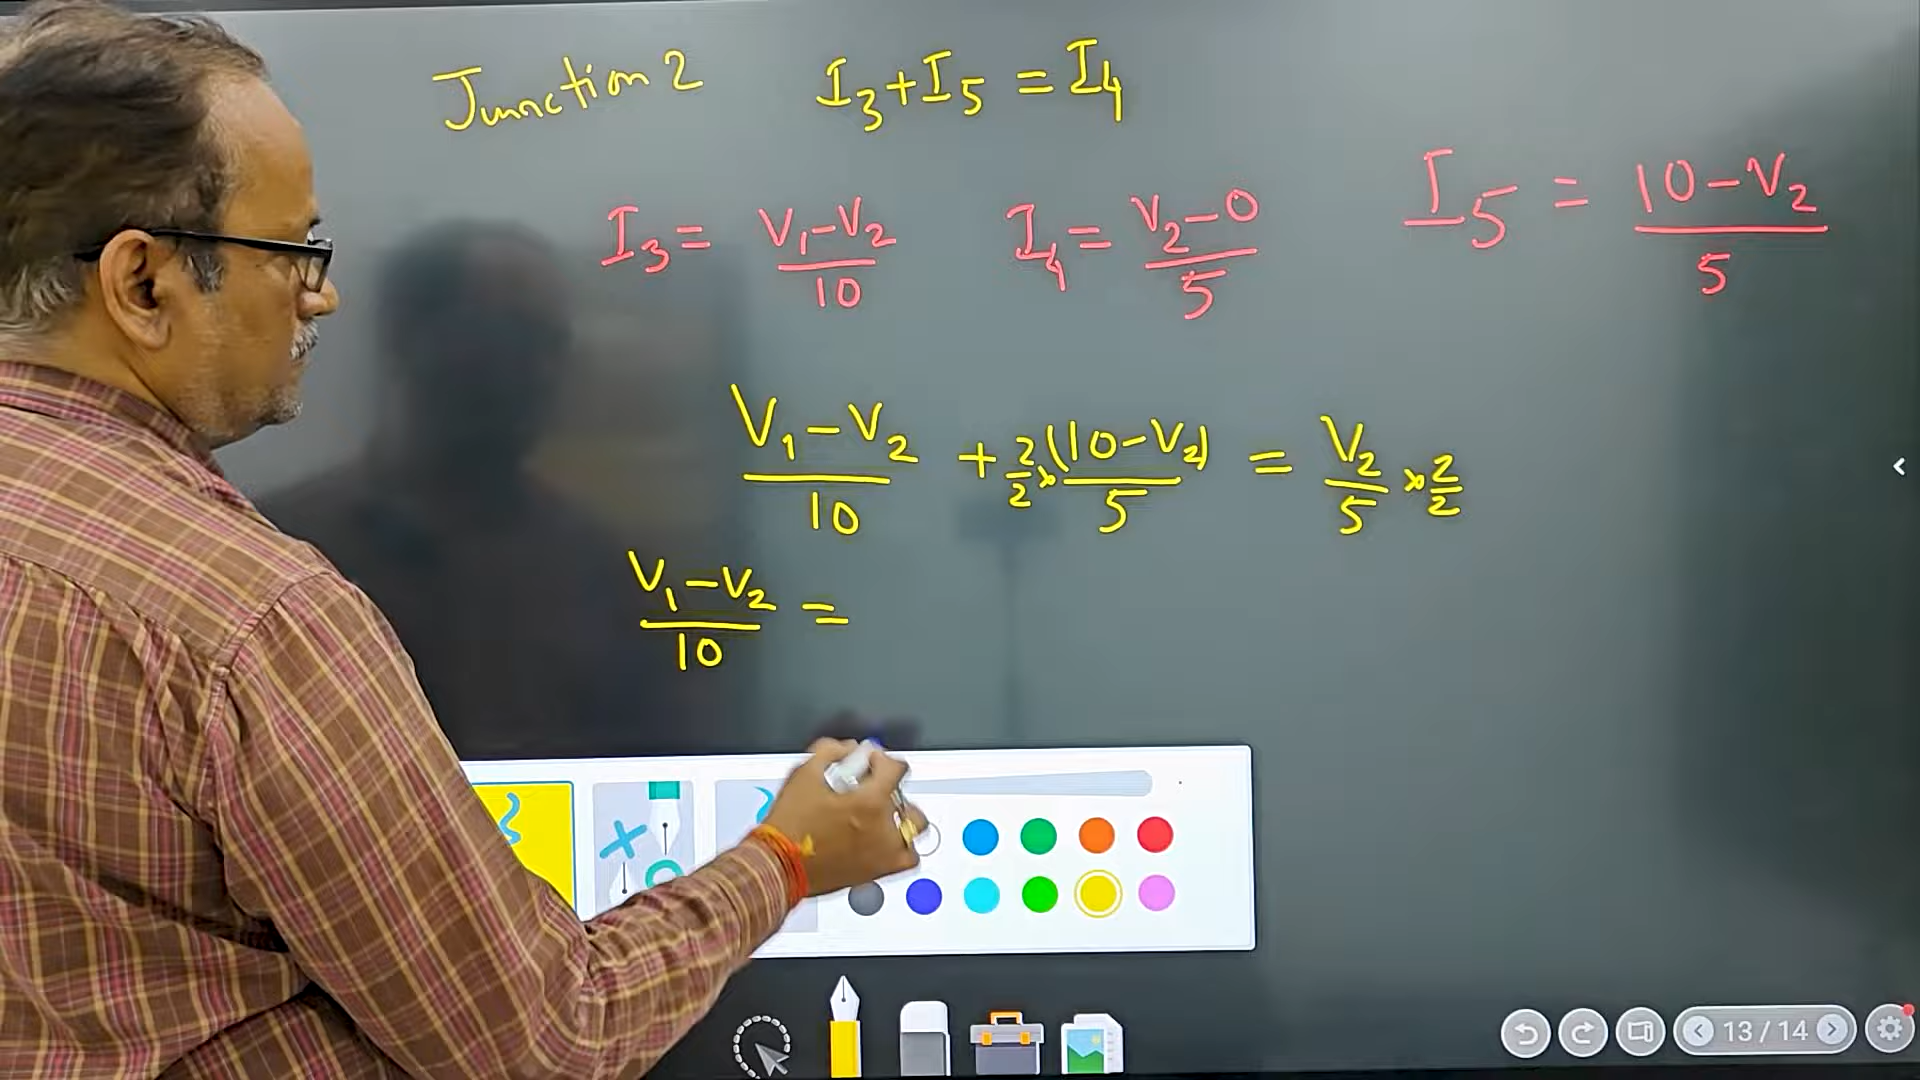 Junction 2 I₃+I₅ = I₄
I₃ = (V₁-V₂)/10 I₄ = (V₂-0)/5 I₅ = (10-V₂)/5
(V₁-V₂)/10 + 2/2 × (10-V₂)/5 = V₂/5 × 2/2
(V₁-V₂)/10 =
13 / 14